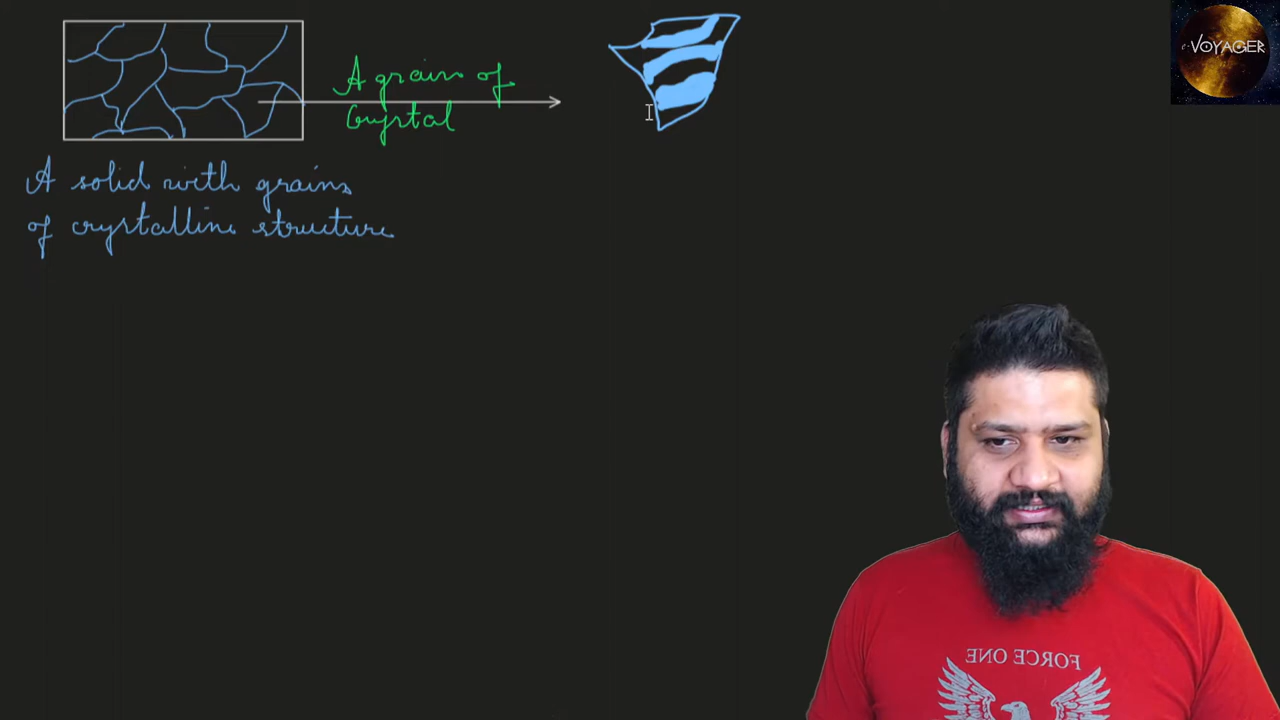 A grain of
Crystal
A solid with grains
of crystalline structure
e-VOYAGER
FORCE ONE